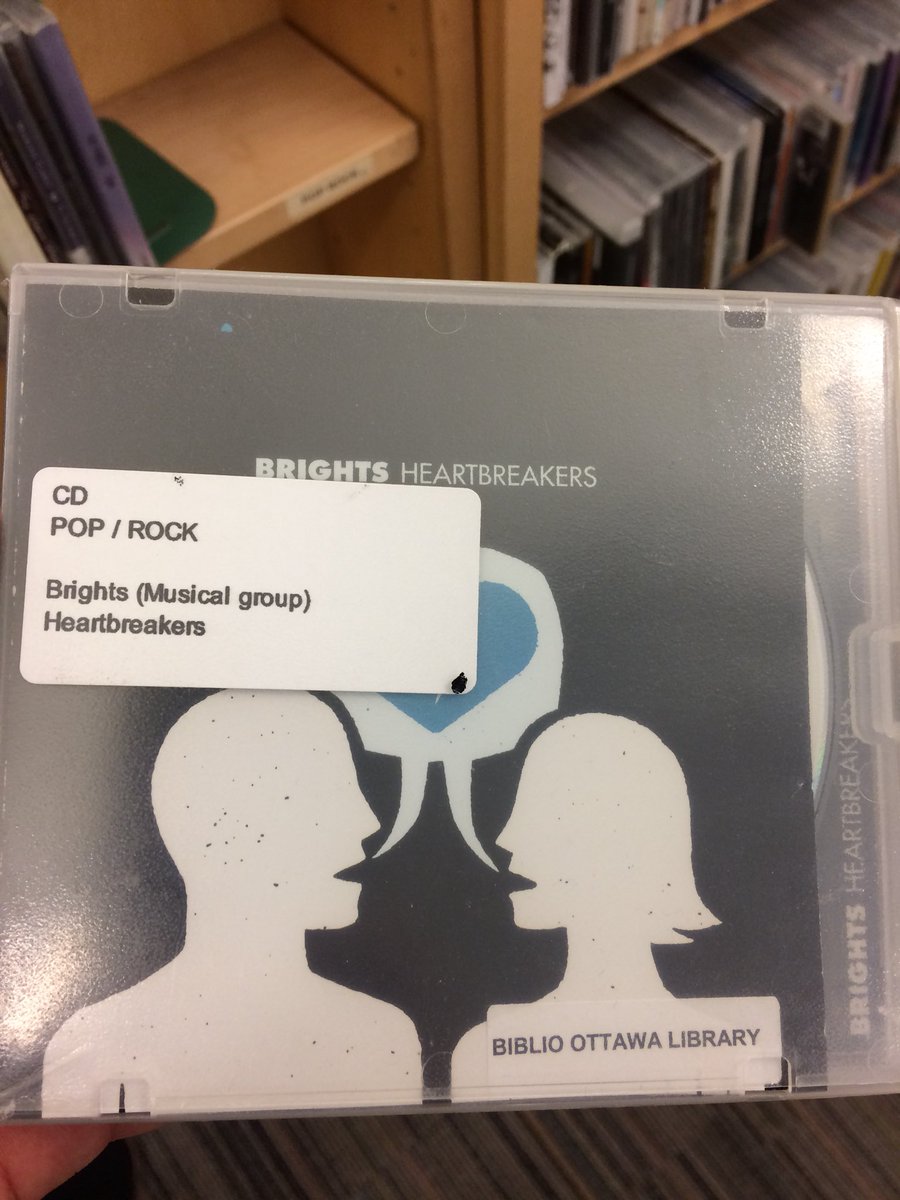 BRIGHTS HEARTBREAKERS
CD
POP / ROCK
Brights (Musical group)
Heartbreakers
BIBLIO OTTAWA LIBRARY
BRIGHTS HEARTBREAKERS